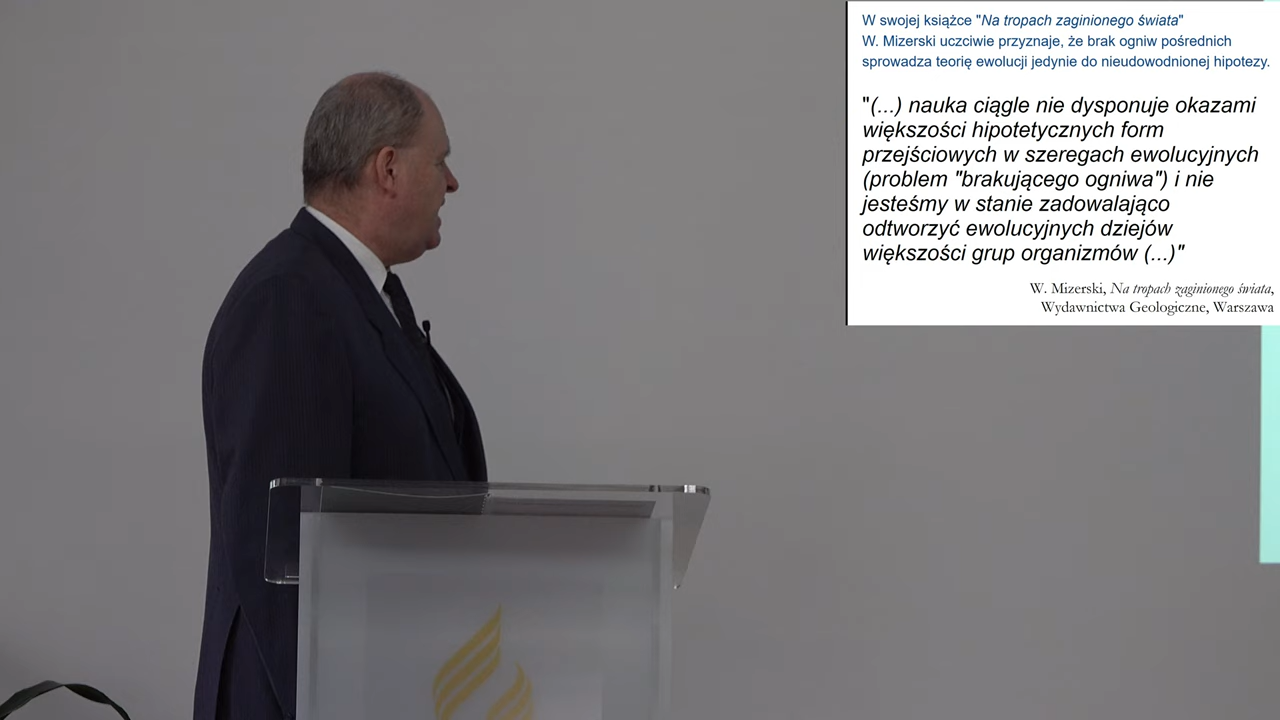 W swojej książce "Na tropach zaginionego świata"
W. Mizerski uczciwie przyznaje, że brak ogniw pośrednich
sprowadza teorię ewolucji jedynie do nieudowodnionej hipotezy.
"(...) nauka ciągle nie dysponuje okazami
większości hipotetycznych form
przejściowych w szeregach ewolucyjnych
(problem "brakującego ogniwa") i nie
jesteśmy w stanie zadowalająco
odtworzyć ewolucyjnych dziejów
większości grup organizmów (...)"
W. Mizerski, Na tropach zaginionego świata,
Wydawnictwa Geologiczne, Warszawa